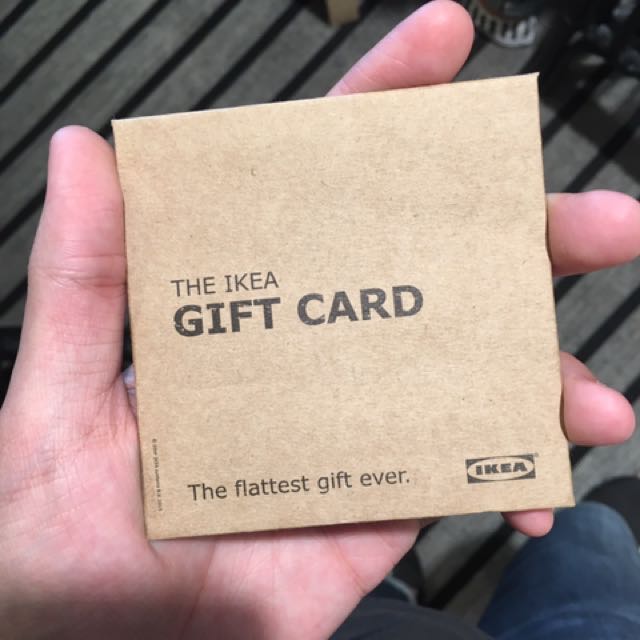 THE IKEA
GIFT CARD
The flattest gift ever.
IKEA